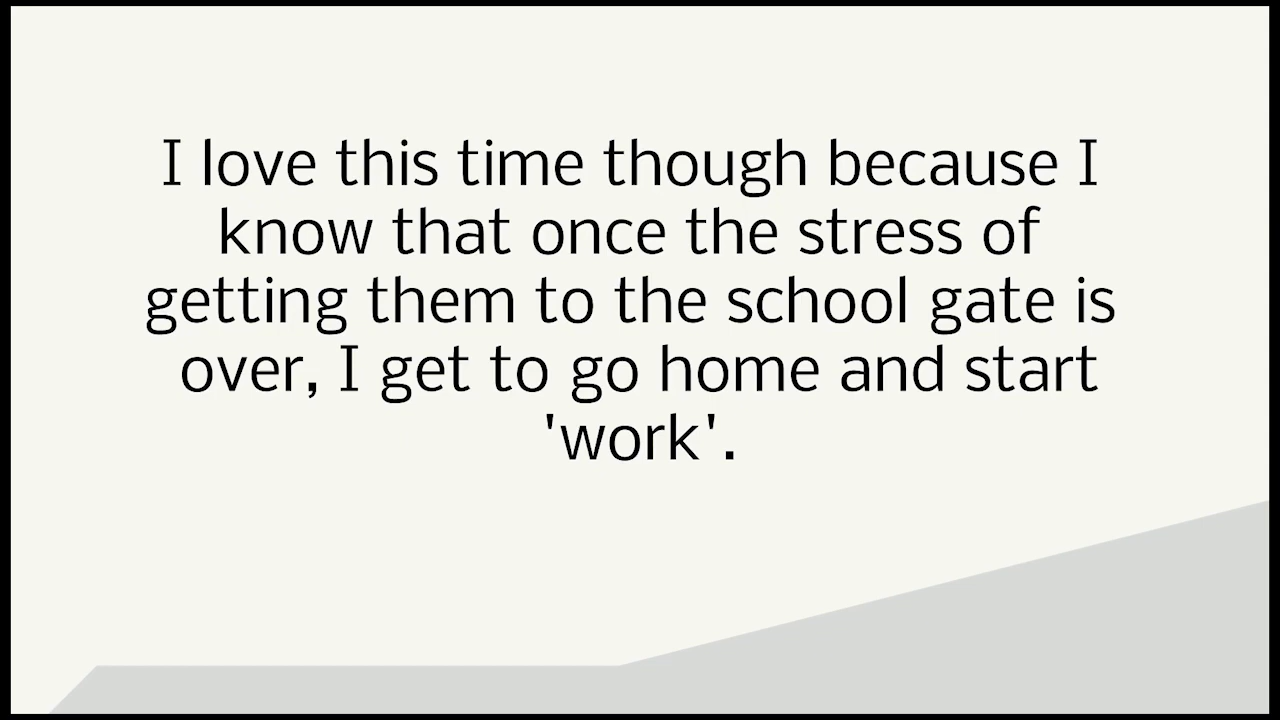 I love this time though because I
know that once the stress of
getting them to the school gate is
over, I get to go home and start
'work'.